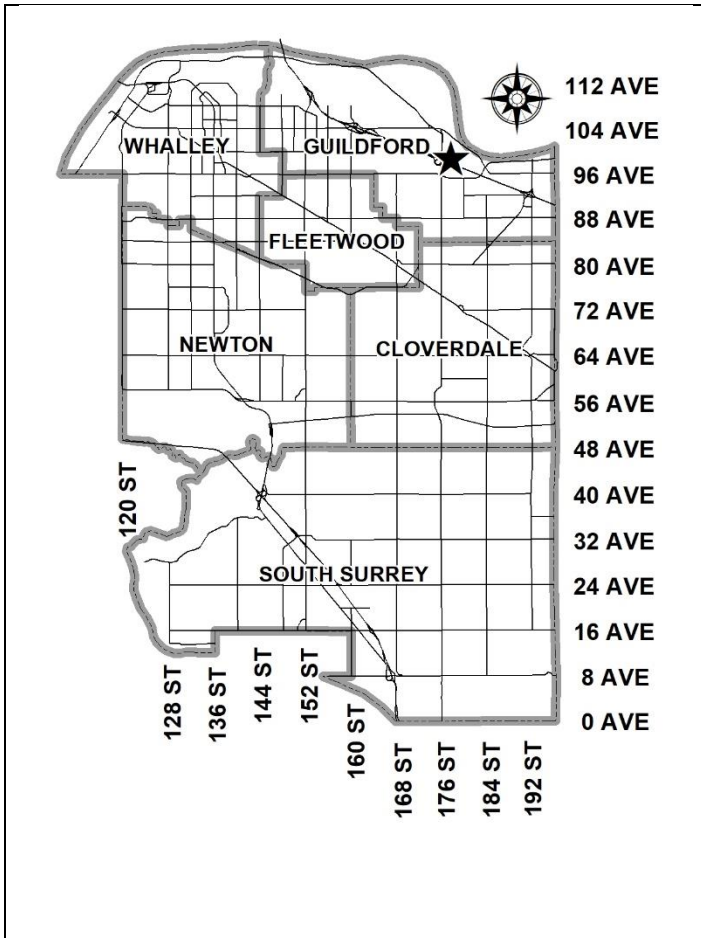 112 AVE
104 AVE
WHALLEY
GUILDFORD
96 AVE
88 AVE
FLEETWOOD
80 AVE
72 AVE
NEWTON
CLOVERDALE
64 AVE
56 AVE
48 AVE
120 ST
40 AVE
32 AVE
SOUTH SURREY
24 AVE
16 AVE
8 AVE
0 AVE
128 ST
136 ST
144 ST
152 ST
160 ST
168 ST
176 ST
184 ST
192 ST